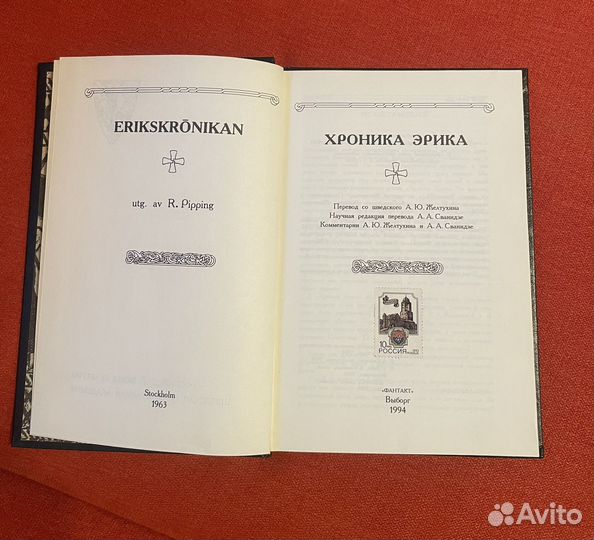 ERIKSKRŌNIKAN
utg. av R. Pipping
Stockholm
1963
ХРОНИКА ЭРИКА
Перевод со шведского А. Ю. Желтухина
Научная редакция перевода А. А. Сванидзе
Комментарии А. Ю. Желтухина и А. А. Сванидзе
10
РОССИЯ
«ФАНТАКТ»
Выборг
1994
Avito